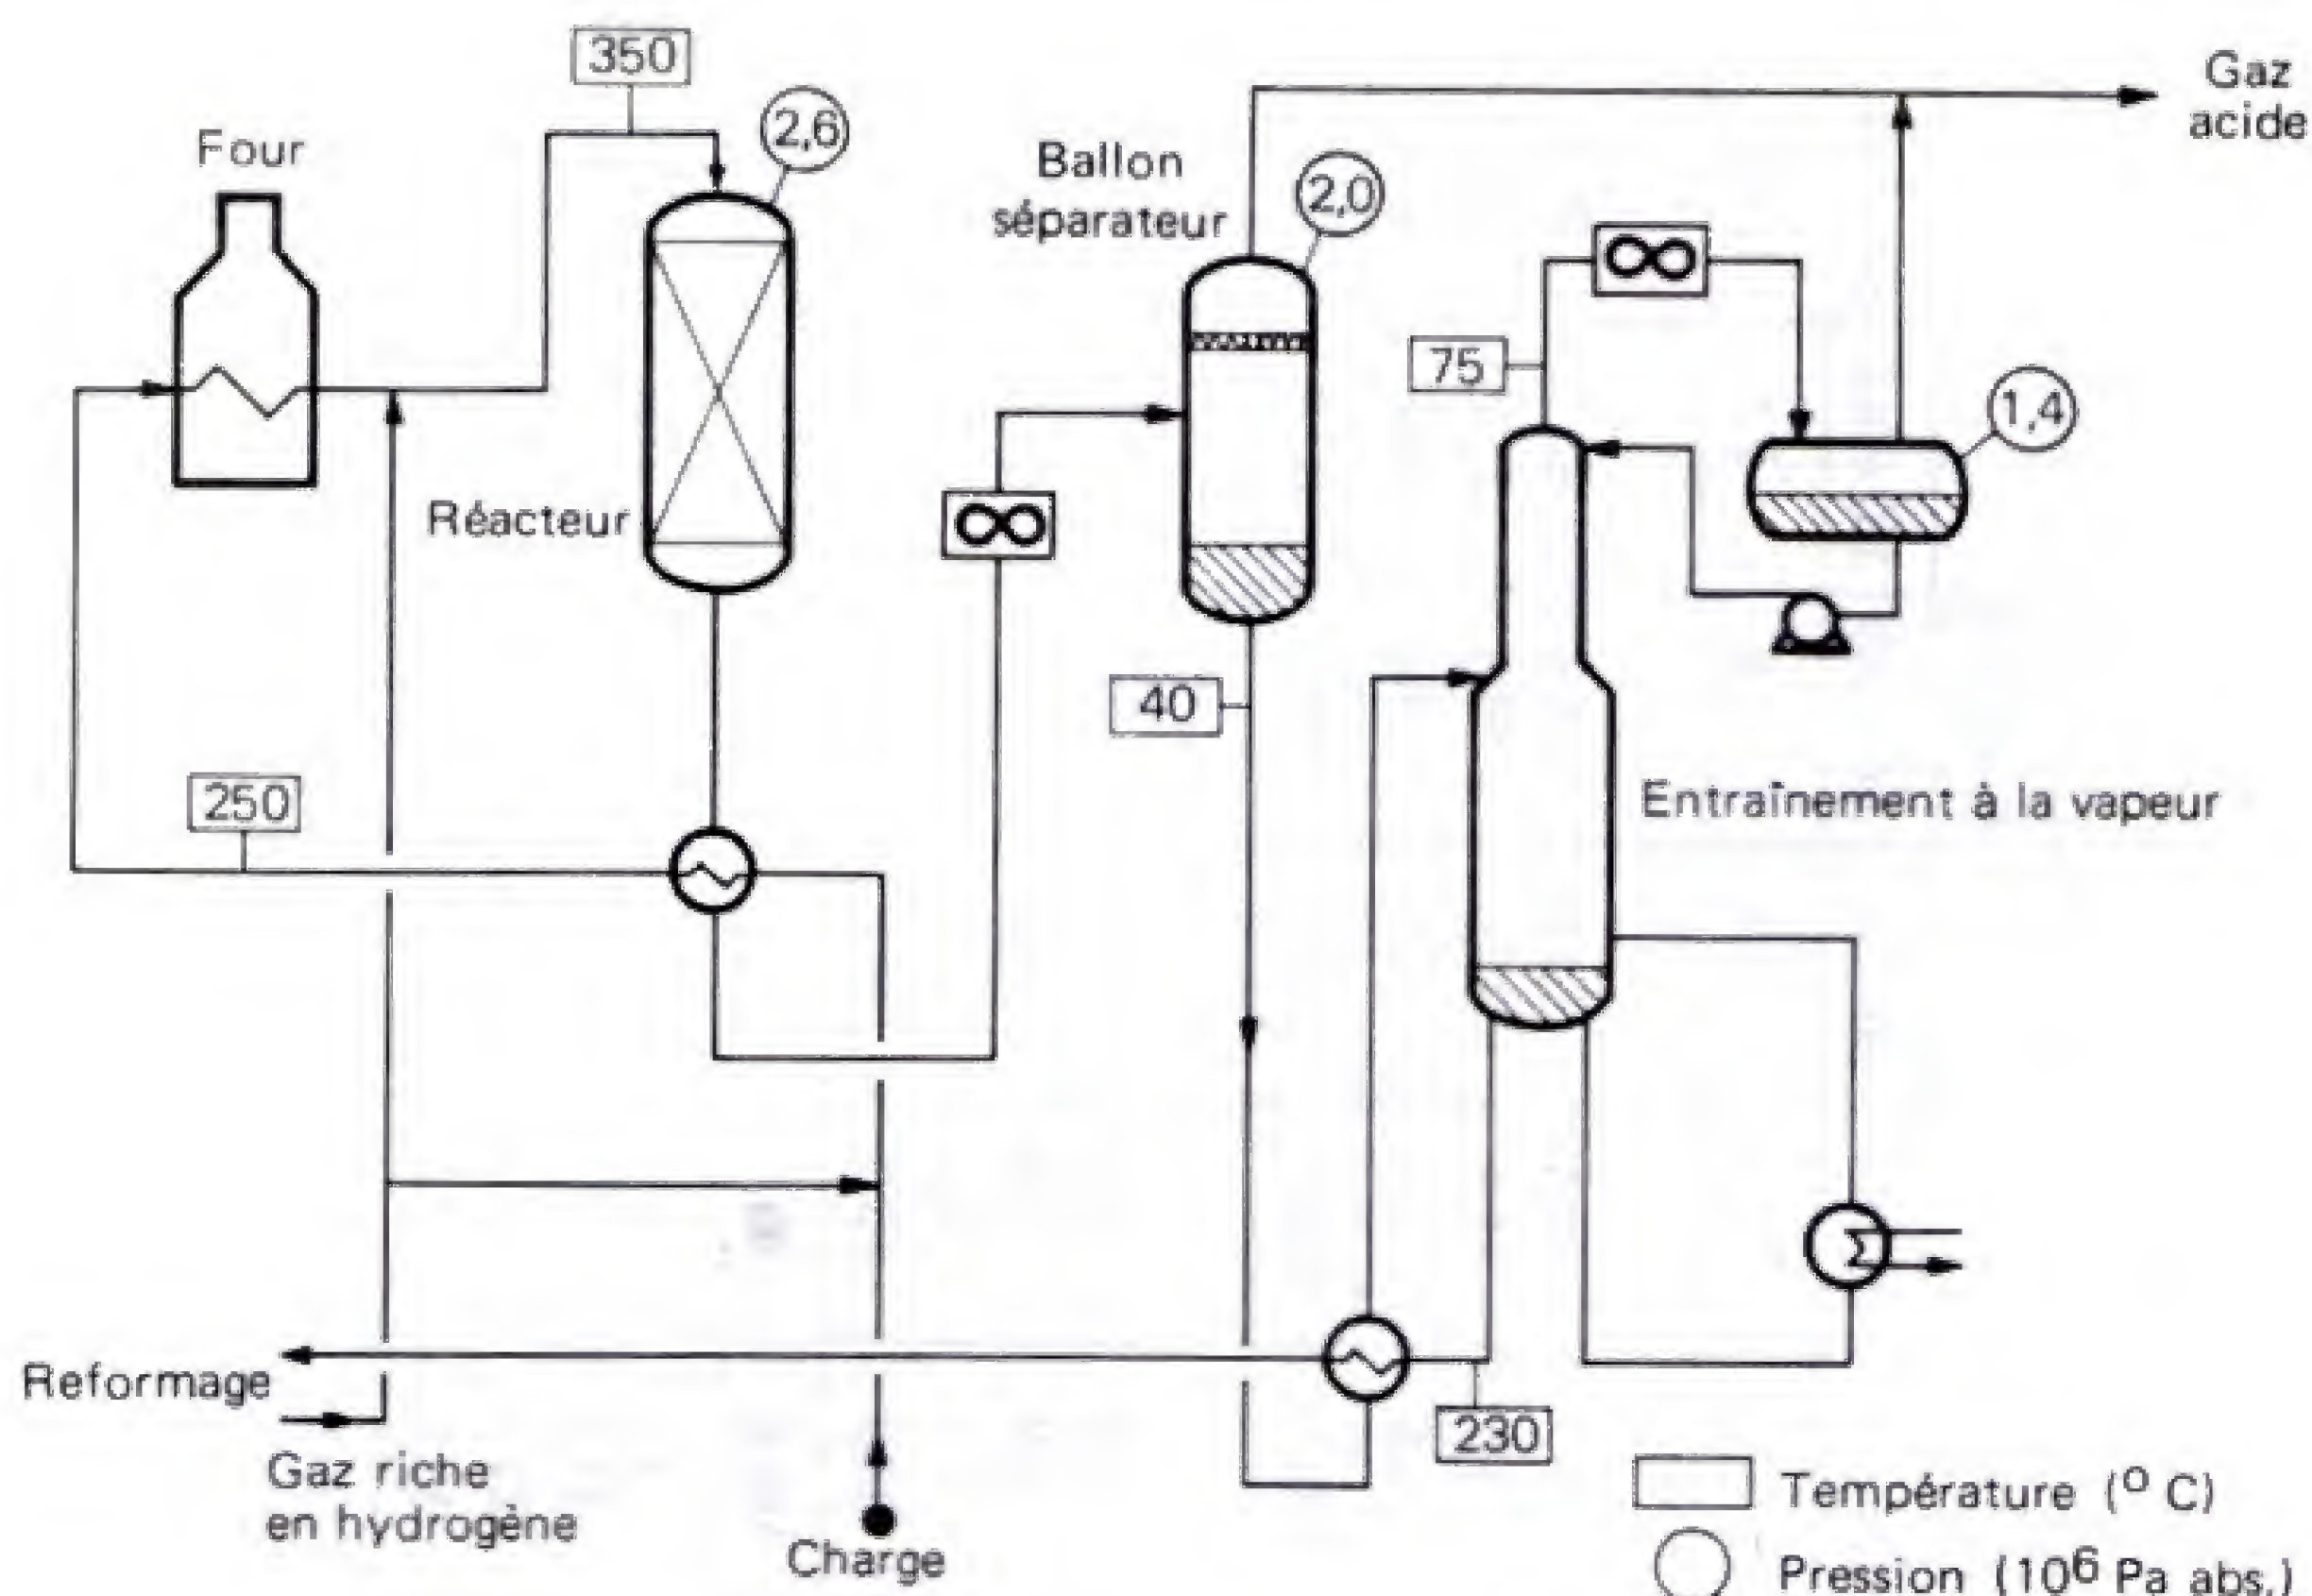 350
2,6
Four
Gaz
acide
Ballon
séparateur
2,0
75
1,4
Réacteur
40
250
Entraînement à la vapeur
Reformage
230
Gaz riche
en hydrogène
Charge
Température (° C)
Pression (10⁶ Pa abs.)